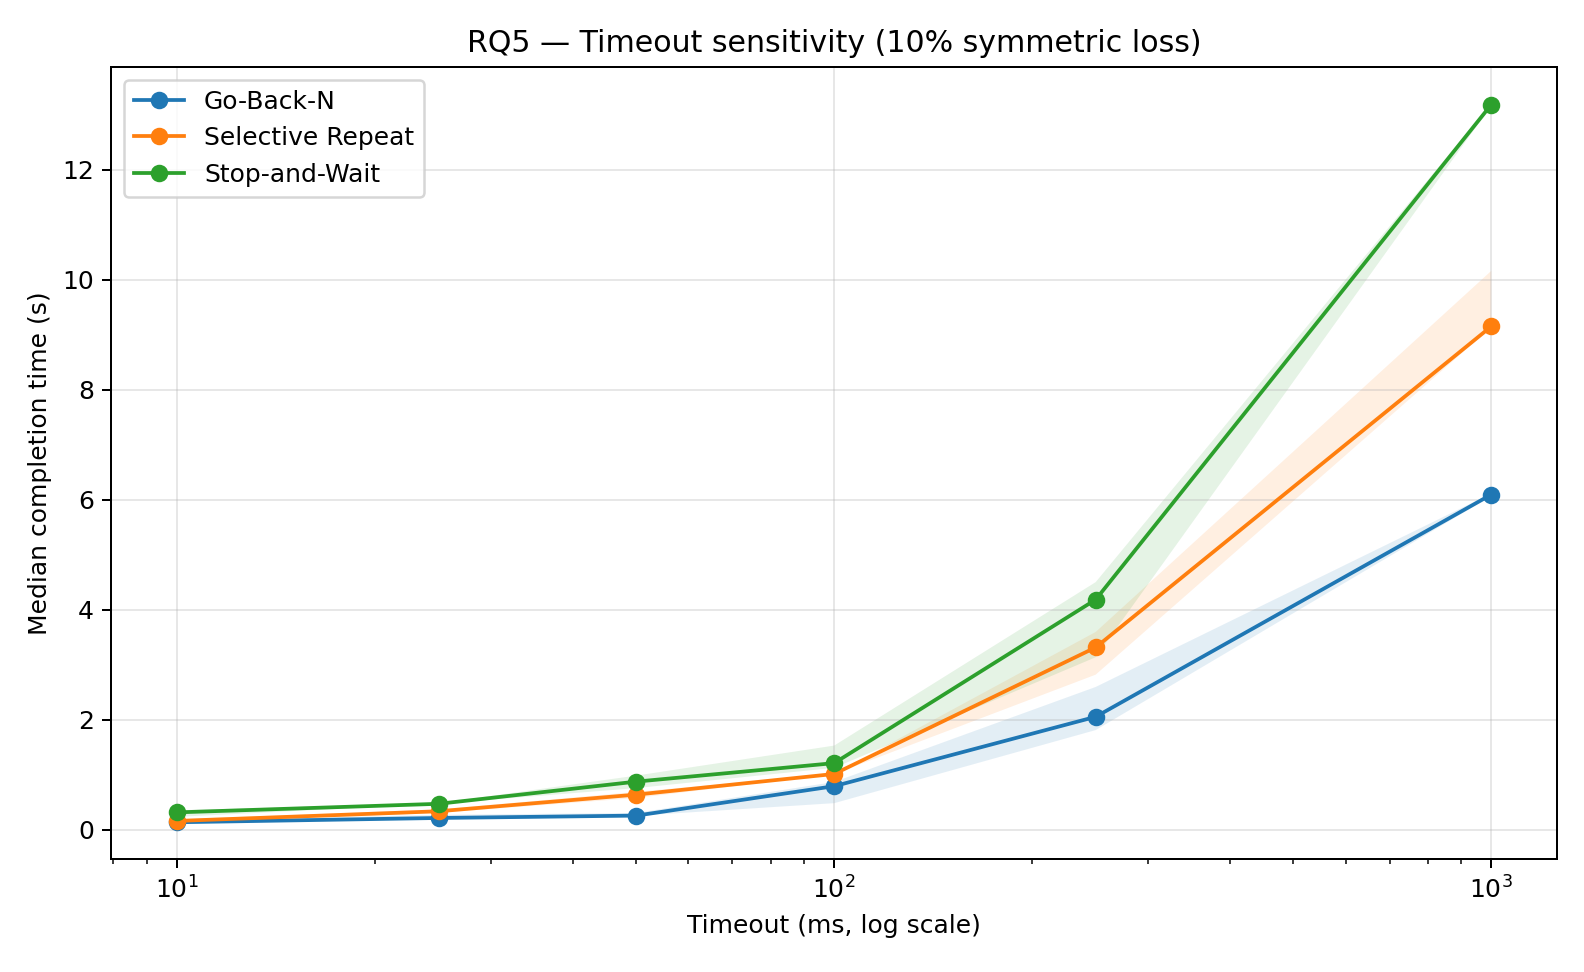 RQ5 — Timeout sensitivity (10% symmetric loss)
Go-Back-N
Selective Repeat
Stop-and-Wait
Median completion time (s)
12
10
8
6
4
2
0
10¹ 10² 10³
Timeout (ms, log scale)